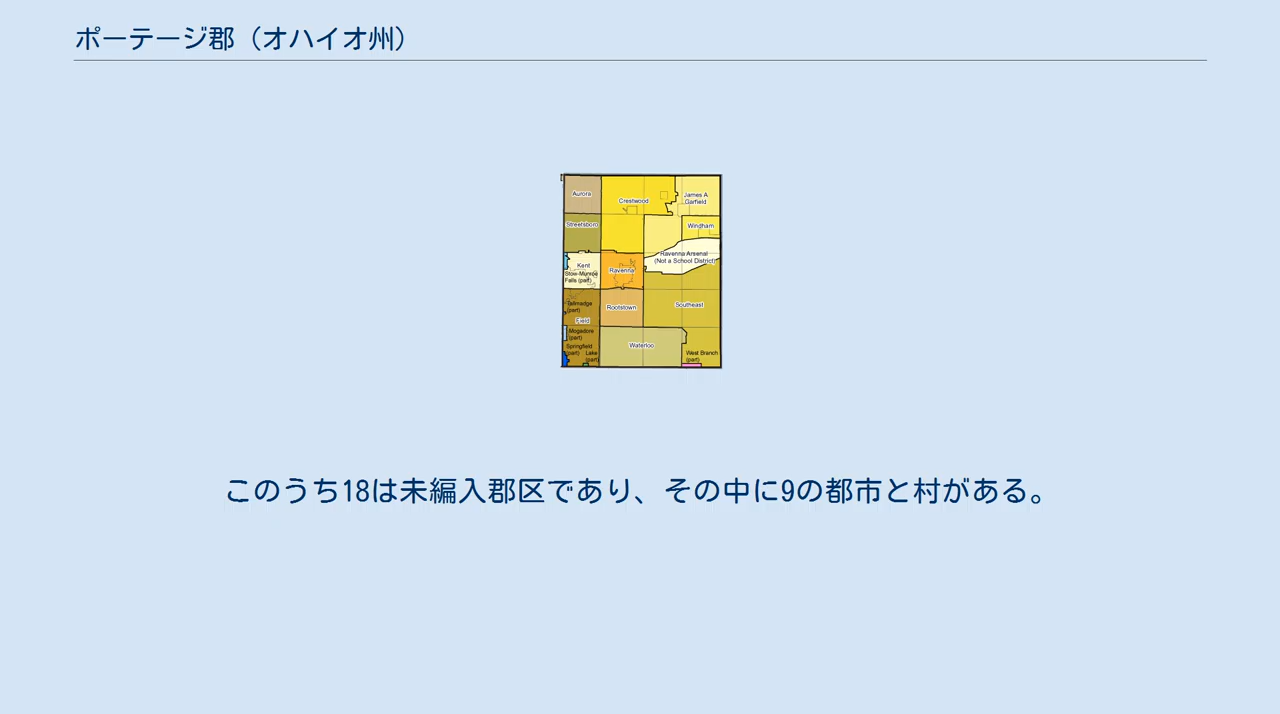 ポーテージ郡（オハイオ州）
Aurora
Crestwood
James A
Garfield
Streetsboro
Windham
Ravenna Arsenal
(Not a School District)
Kent
Stow-Munroe
Falls (part)
Ravenna
Tallmadge
(part)
Field
Rootstown
Southeast
Mogadore
(part)
Springfield
(part)
Lake
(part)
Waterloo
West Branch
(part)
このうち18は未編入郡区であり、その中に9の都市と村がある。